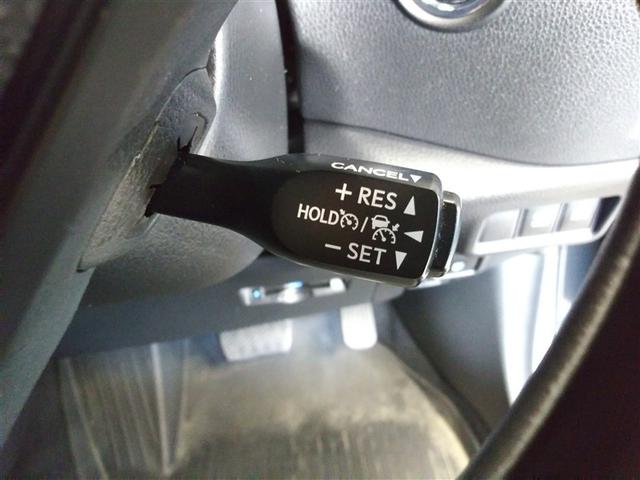 CANCEL▼
+ RES ▲
HOLD / ◀
− SET ▼